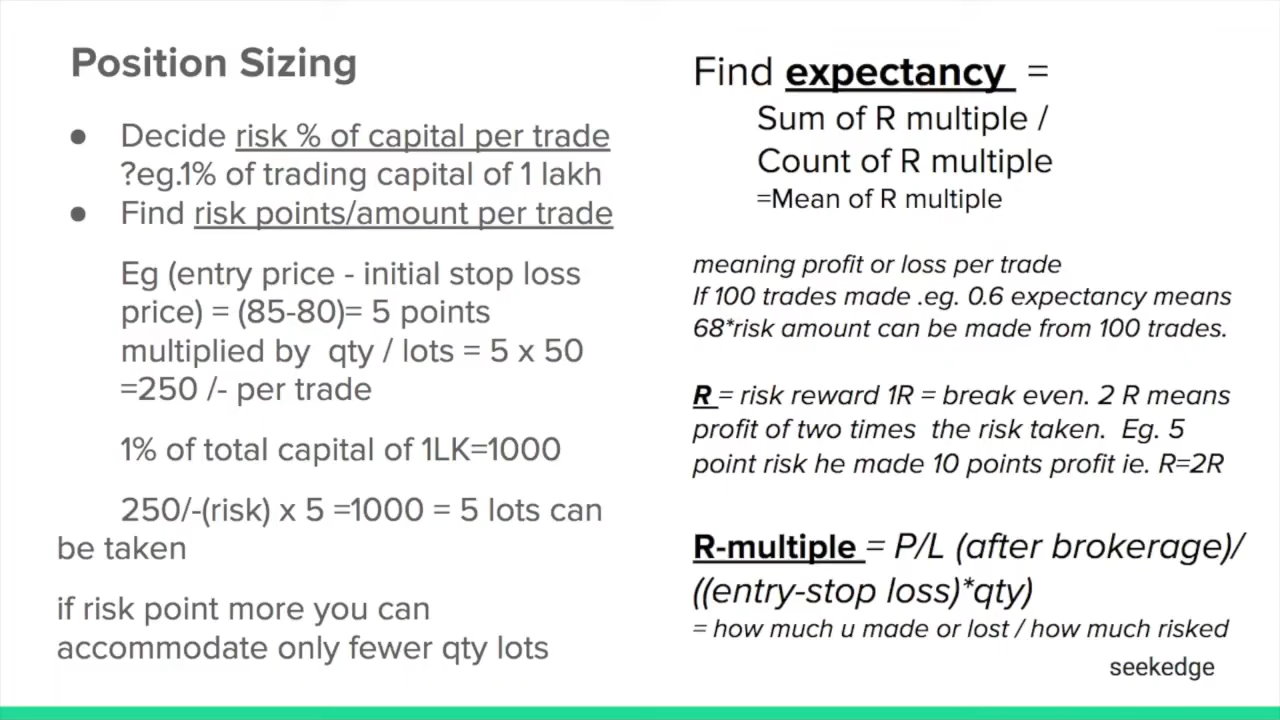 Position Sizing
● Decide risk % of capital per trade
?eg.1% of trading capital of 1 lakh
● Find risk points/amount per trade
Eg (entry price - initial stop loss
price) = (85-80)= 5 points
multiplied by qty / lots = 5 x 50
=250 /- per trade
1% of total capital of 1LK=1000
250/-(risk) x 5 =1000 = 5 lots can
be taken
if risk point more you can
accommodate only fewer qty lots
Find expectancy =
Sum of R multiple /
Count of R multiple
=Mean of R multiple
meaning profit or loss per trade
If 100 trades made .eg. 0.6 expectancy means
68*risk amount can be made from 100 trades.
R = risk reward 1R = break even. 2 R means
profit of two times the risk taken. Eg. 5
point risk he made 10 points profit ie. R=2R
R-multiple = P/L (after brokerage)/
((entry-stop loss)*qty)
= how much u made or lost / how much risked
seekedge